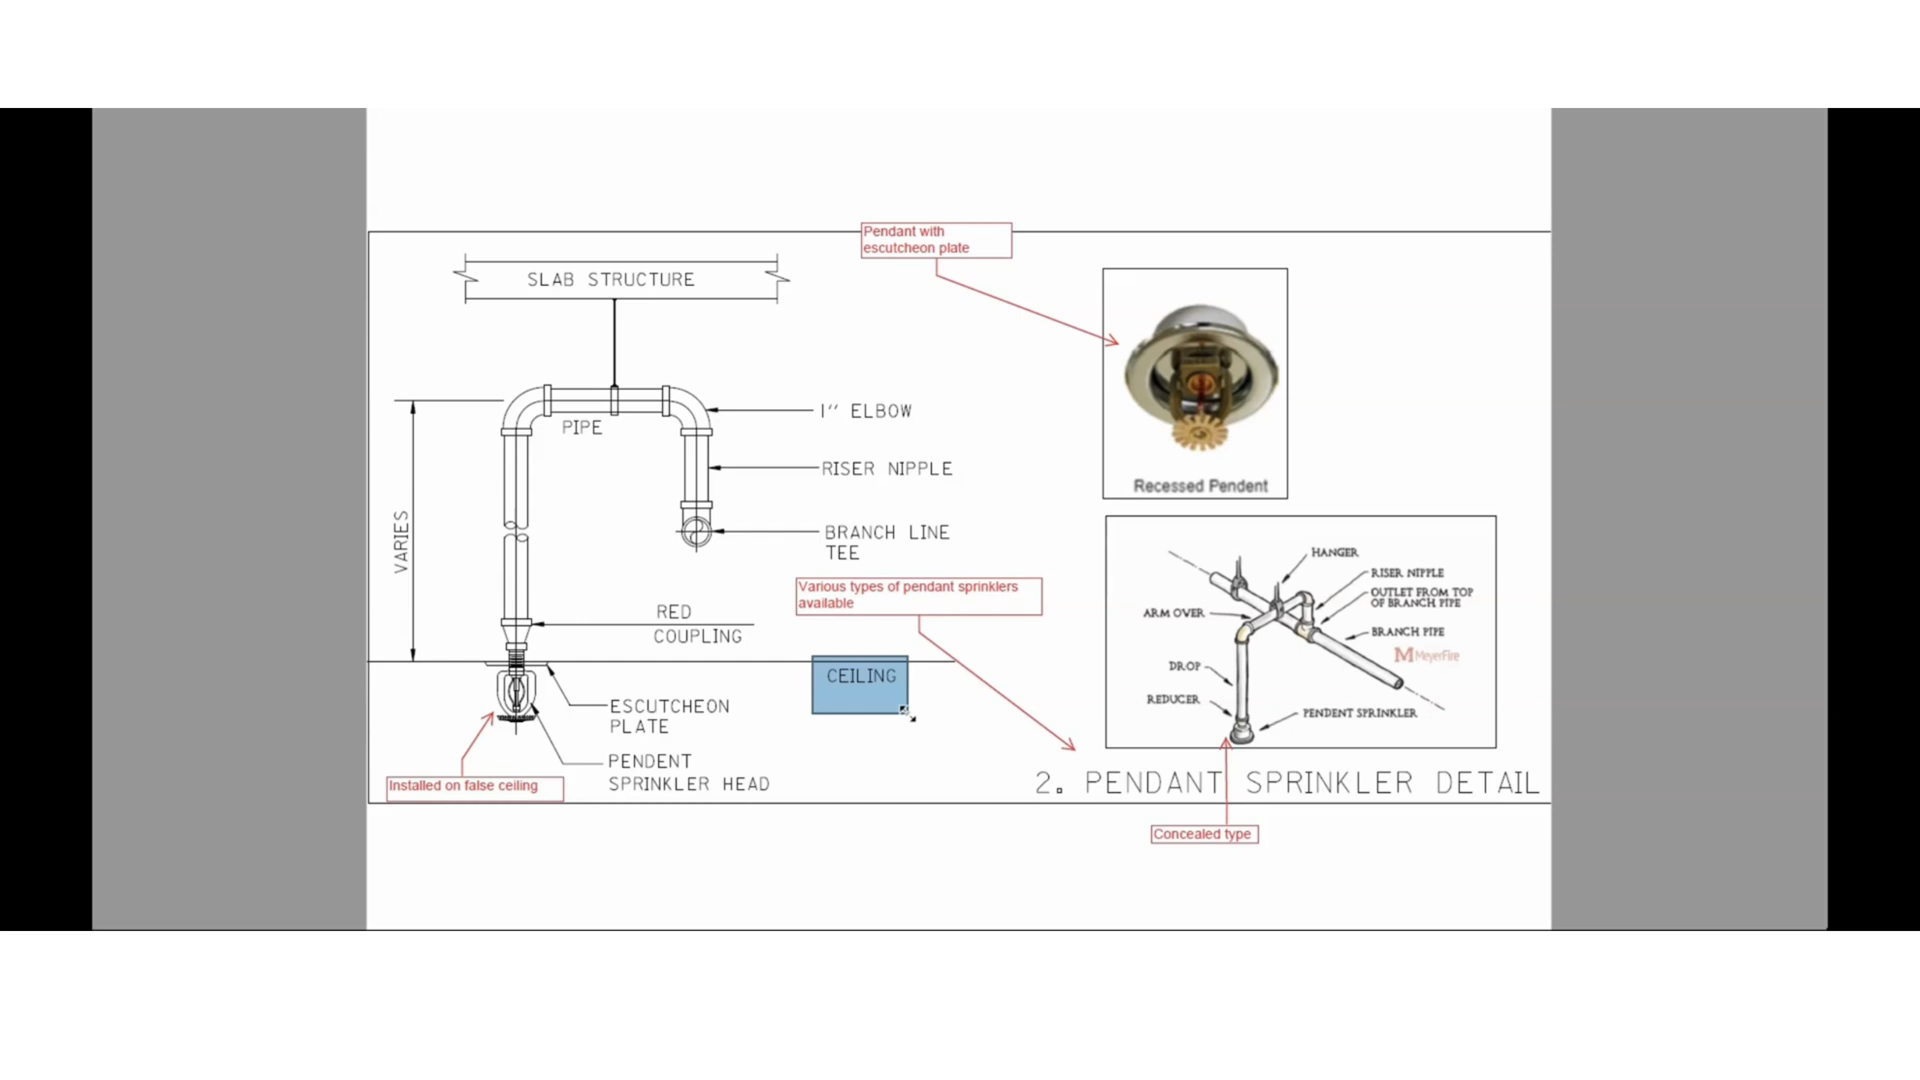 Pendant with
escutcheon plate
SLAB STRUCTURE
PIPE
1" ELBOW
RISER NIPPLE
BRANCH LINE
TEE
VARIES
RED
COUPLING
CEILING
ESCUTCHEON
PLATE
PENDENT
SPRINKLER HEAD
Installed on false ceiling
Various types of pendant sprinklers
available
Recessed Pendent
HANGER
RISER NIPPLE
OUTLET FROM TOP
OF BRANCH PIPE
ARM OVER
BRANCH PIPE
MeyerFire
DROP
REDUCER
PENDENT SPRINKLER
2. PENDANT SPRINKLER DETAIL
Concealed type